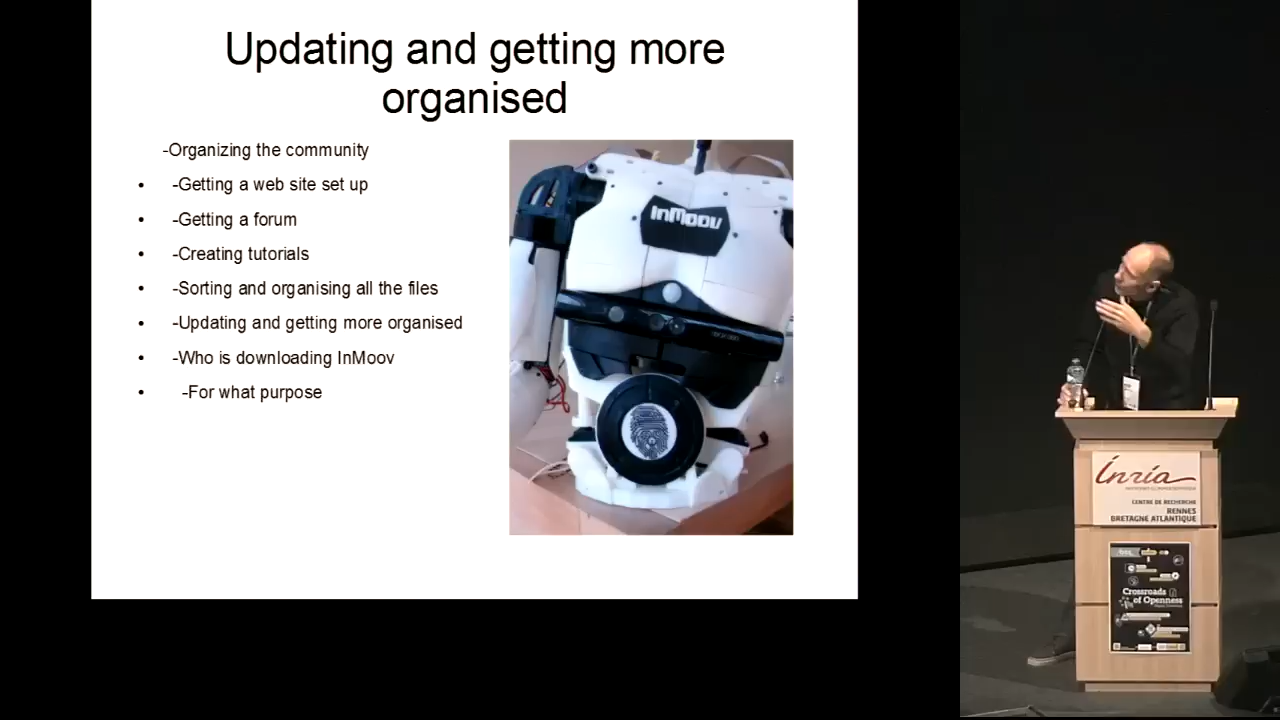 Updating and getting more
organised
-Organizing the community
• -Getting a web site set up
• -Getting a forum
• -Creating tutorials
• -Sorting and organising all the files
• -Updating and getting more organised
• -Who is downloading InMoov
• -For what purpose
InMoov
Inria
CENTRE DE RECHERCHE
RENNES
BRETAGNE ATLANTIQUE
Crossroads
of Openness